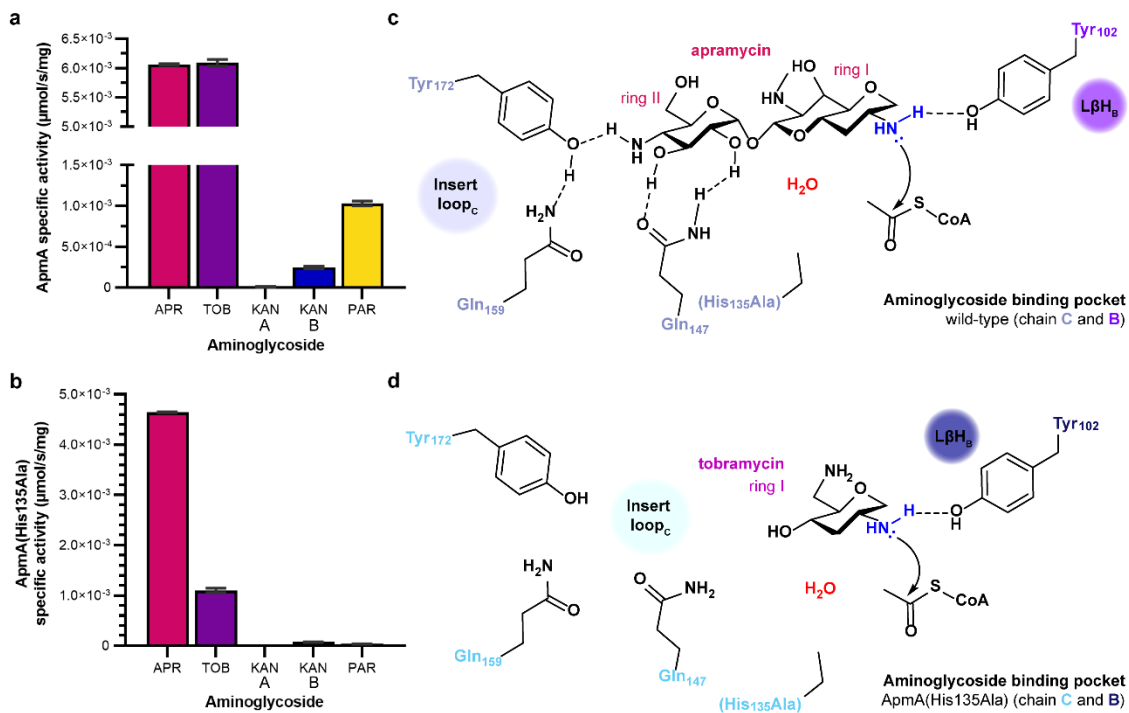 a
ApmA specific activity (μmol/s/mg)
6.5×10⁻³
6.0×10⁻³
5.5×10⁻³
5.0×10⁻³
1.5×10⁻³
1.0×10⁻³
5.0×10⁻⁴
0
APR
TOB
KAN
A
KAN
B
PAR
Aminoglycoside
b
ApmA(His135Ala)
specific activity (μmol/s/mg)
5.0×10⁻³
4.0×10⁻³
3.0×10⁻³
2.0×10⁻³
1.0×10⁻³
0
APR
TOB
KAN
A
KAN
B
PAR
Aminoglycoside
c
Tyr₁₇₂
apramycin
ring I
ring II
Tyr₁₀₂
LβH_B
OH
HO
HN
O
O
O
O
O
H
N
H
O
H
O
H
O
HN
H
O
H
O
H
Insert
loop_C
H₂N
O
Gln₁₅₉
H
O
NH
Gln₁₄₇
(His₁₃₅Ala)
H₂O
S
CoA
O
Aminoglycoside binding pocket
wild-type (chain C and B)
d
Tyr₁₇₂
OH
Insert
loop_C
LβH_B
Tyr₁₀₂
tobramycin
ring I
NH₂
O
HO
HN
H
O
H
H₂N
O
Gln₁₅₉
O
NH₂
Gln₁₄₇
(His₁₃₅Ala)
H₂O
S
CoA
O
Aminoglycoside binding pocket
ApmA(His135Ala) (chain C and B)